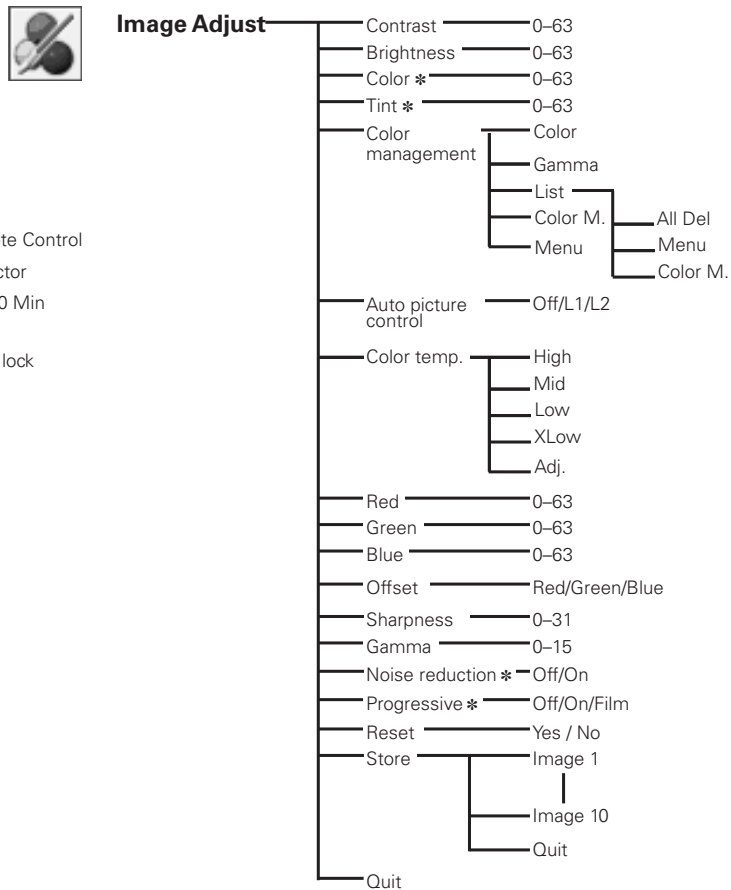 Image Adjust
Contrast 0–63
Brightness 0–63
Color ✻ 0–63
Tint ✻ 0–63
Color management
Color
Gamma
List
Color M.
Menu
All Del
Menu
Color M.
Auto picture control Off/L1/L2
Color temp.
High
Mid
Low
XLow
Adj.
Red 0–63
Green 0–63
Blue 0–63
Offset Red/Green/Blue
Sharpness 0–31
Gamma 0–15
Noise reduction ✻ Off/On
Progressive ✻ Off/On/Film
Reset Yes / No
Store
Image 1
Image 10
Quit
Quit
te Control
ctor
0 Min
lock